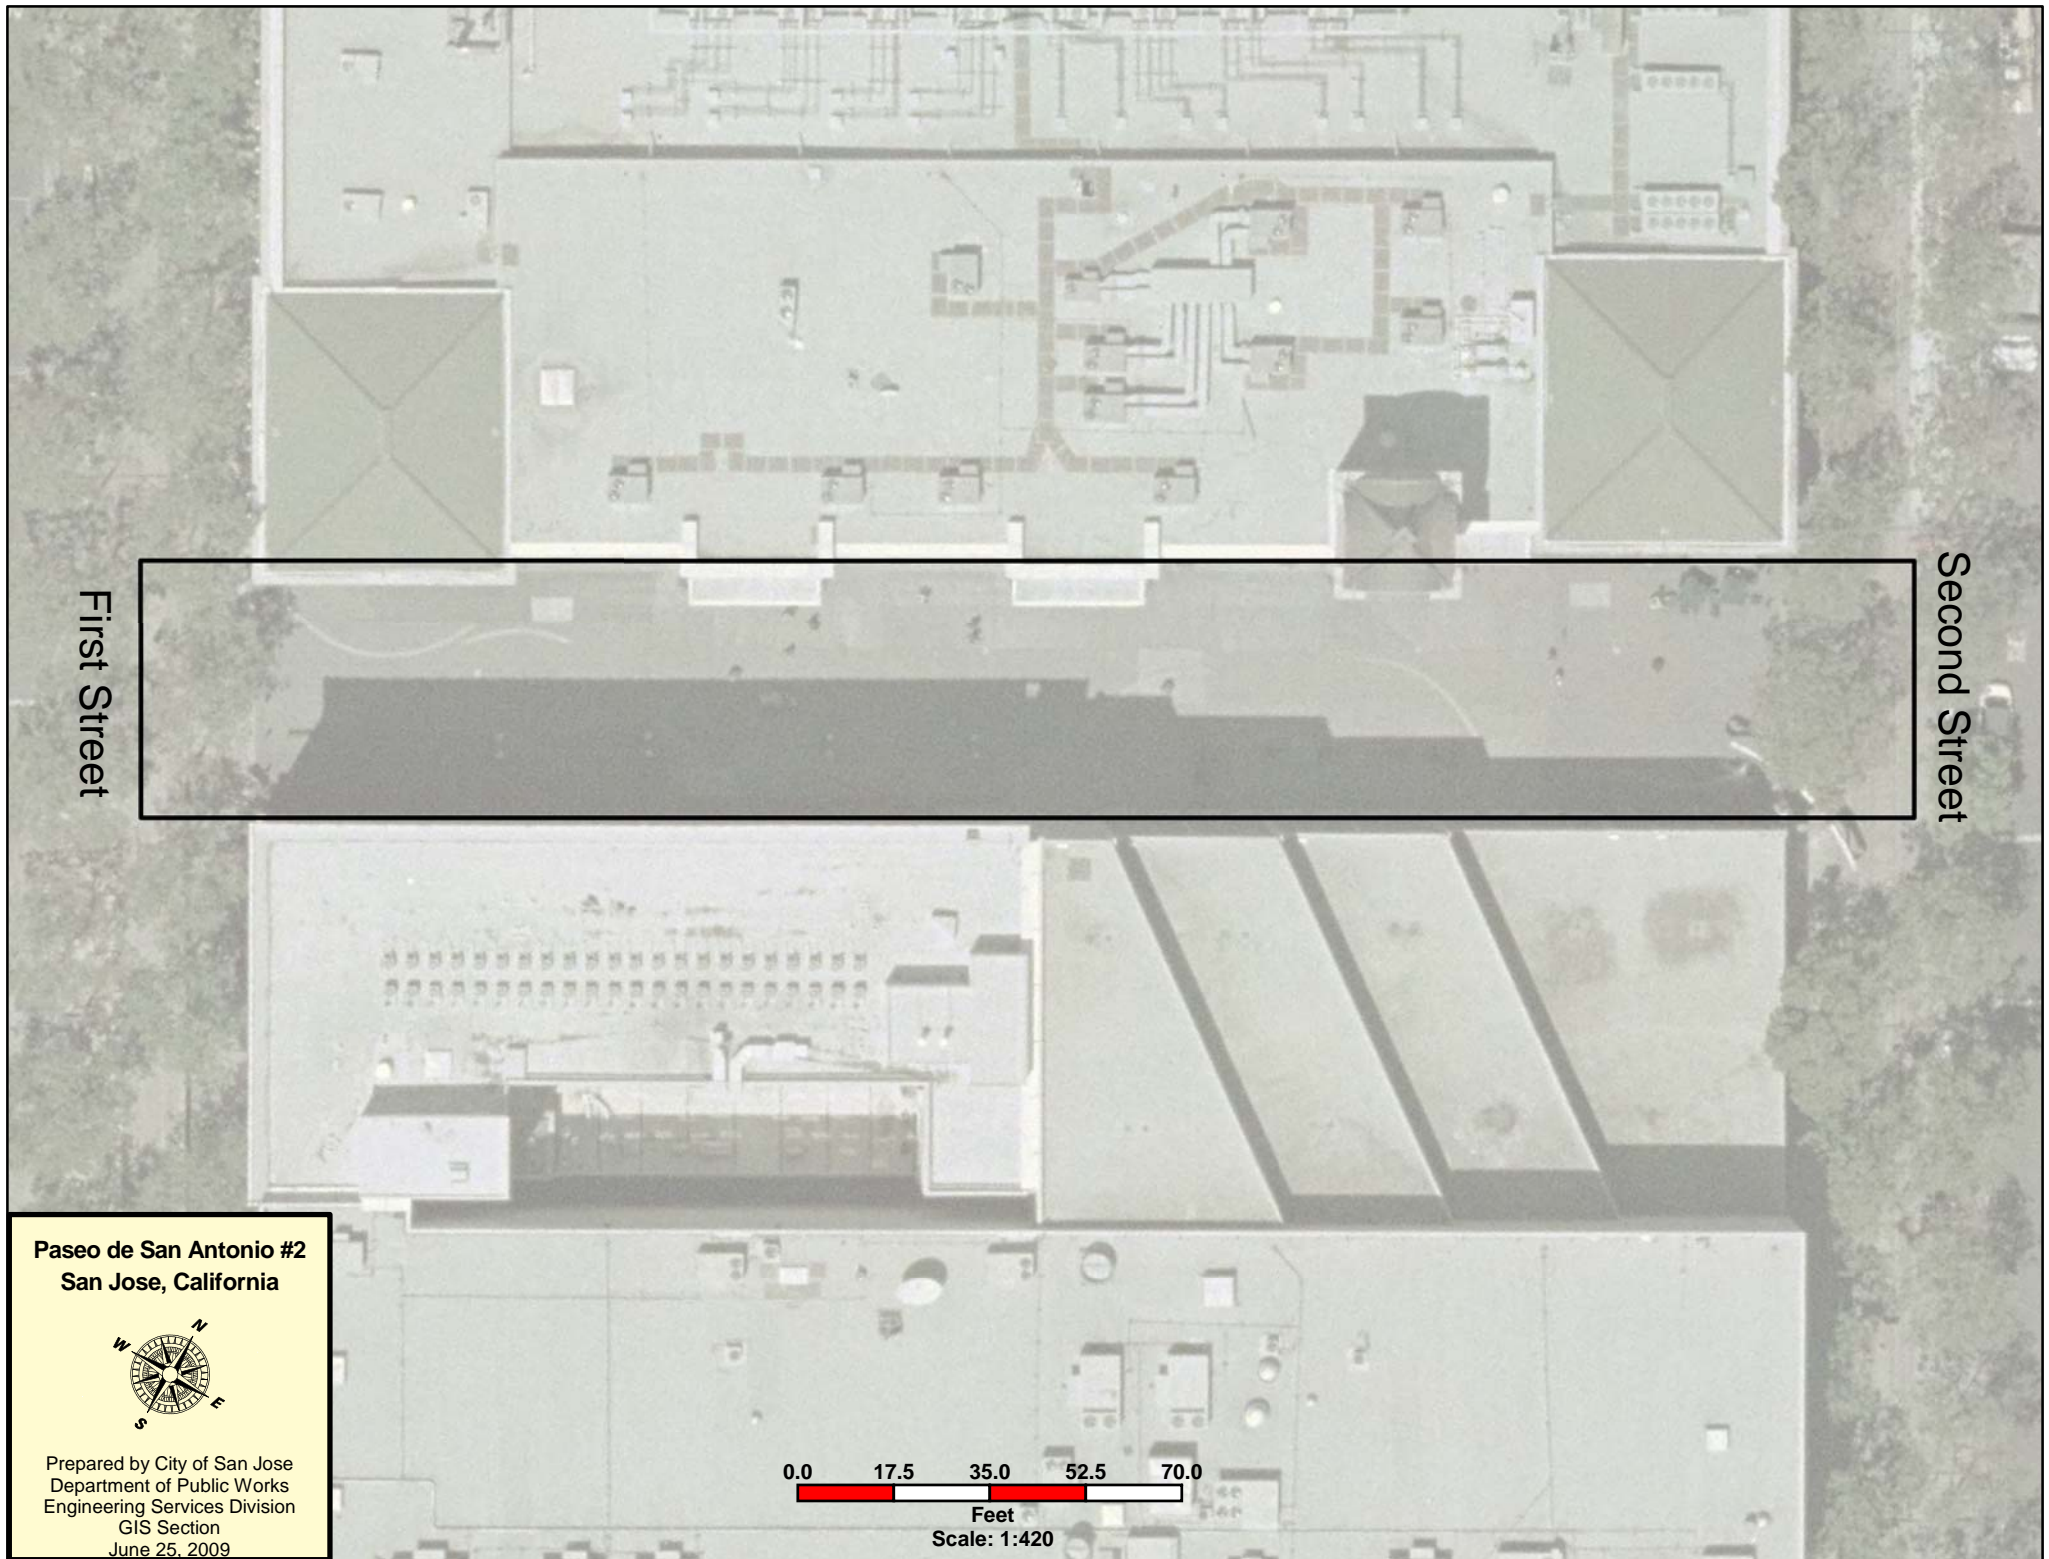 First Street
Second Street
Paseo de San Antonio #2
San Jose, California
N
W
E
S
Prepared by City of San Jose
Department of Public Works
Engineering Services Division
GIS Section
June 25, 2009
0.0 17.5 35.0 52.5 70.0
Feet
Scale: 1:420